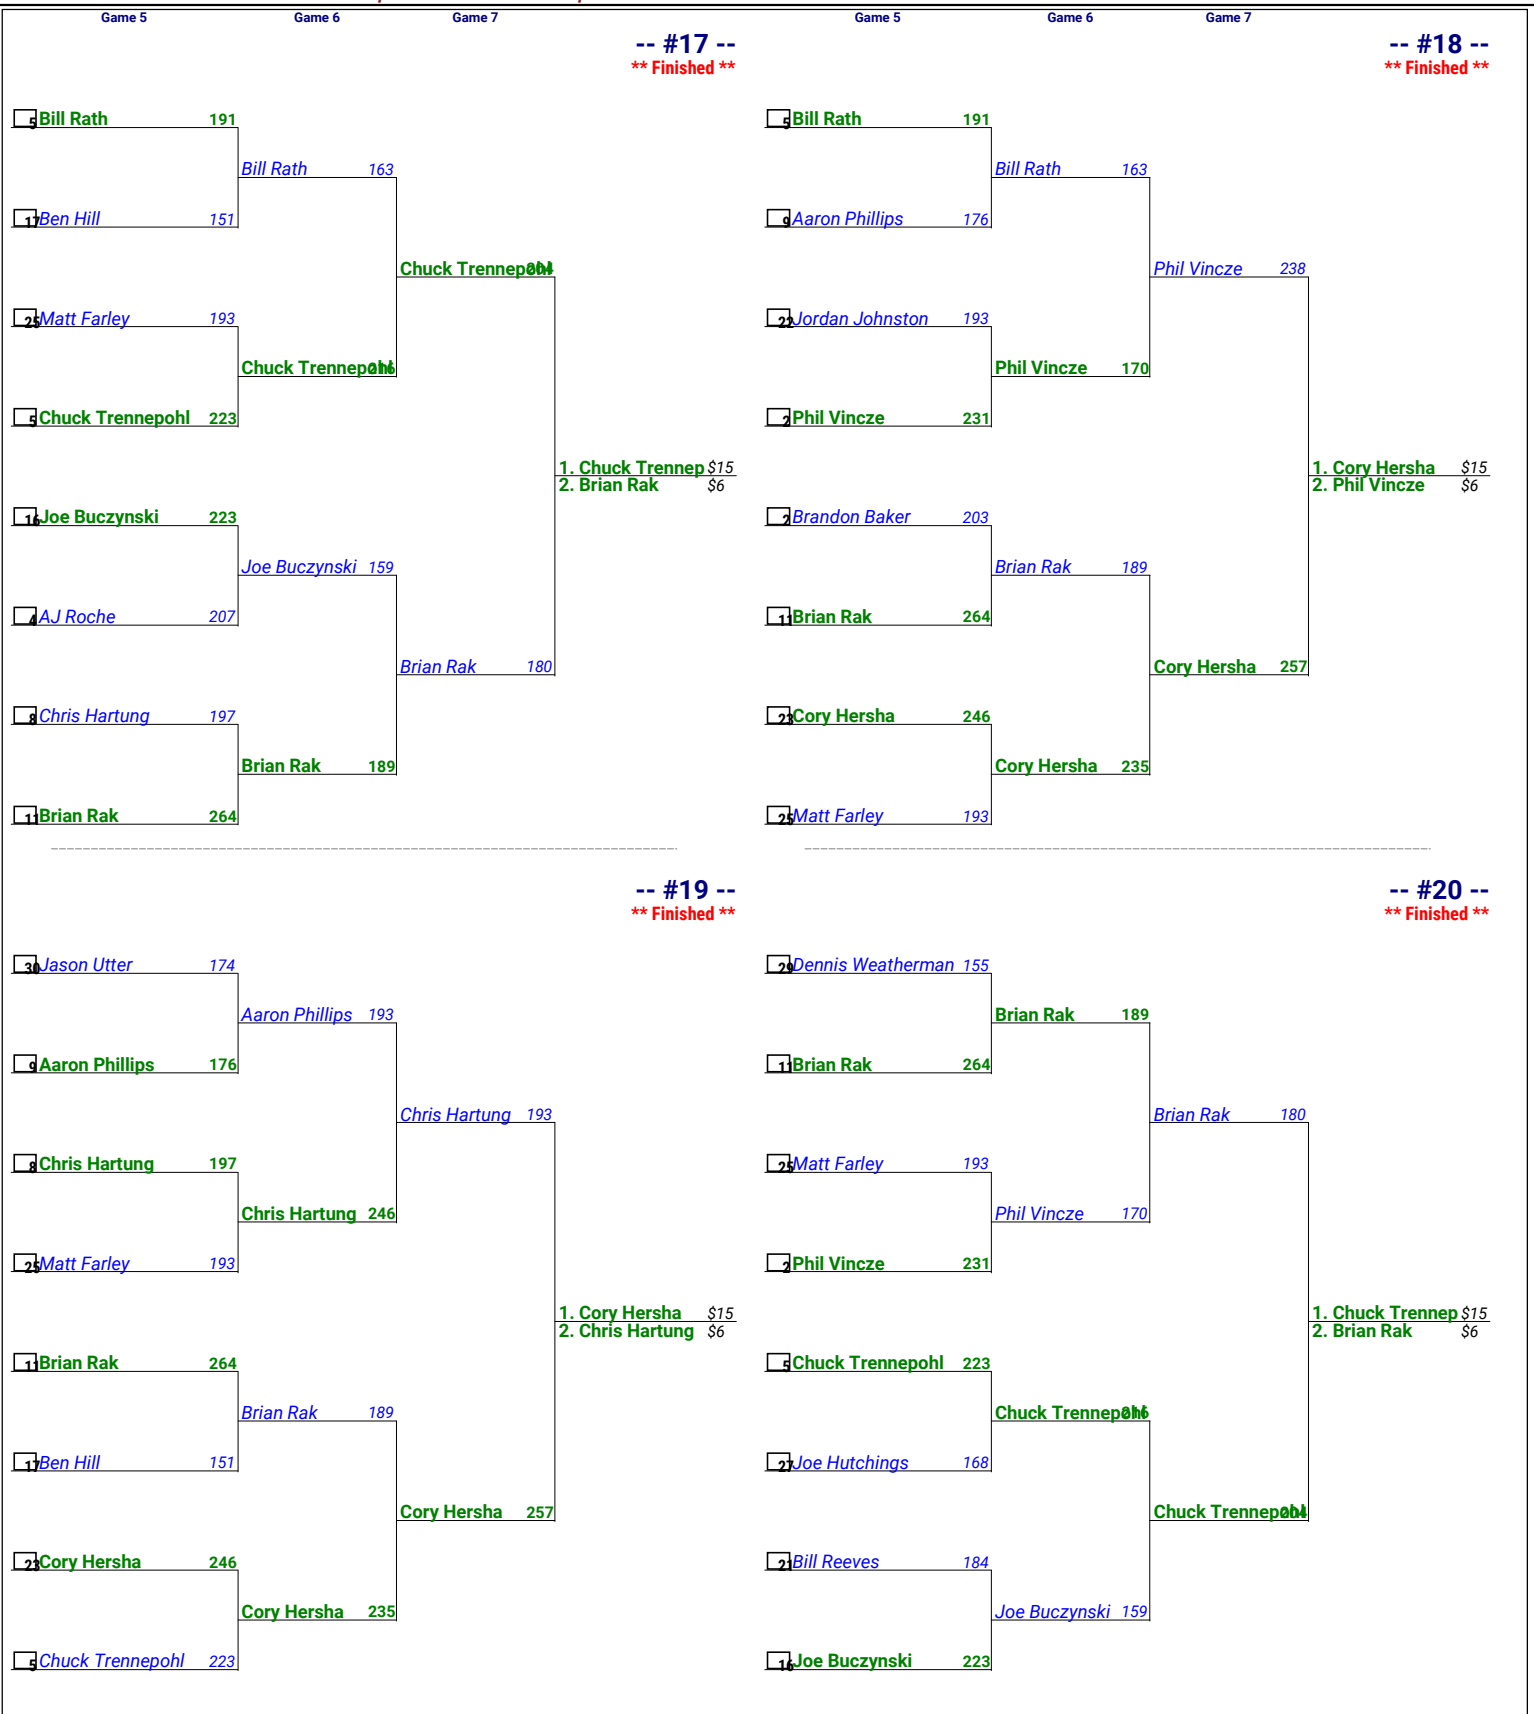 Game 5 Game 6 Game 7 Game 5 Game 6 Game 7
-- #17 --
** Finished **
5 Bill Rath 191
Bill Rath 163
17 Ben Hill 151
Chuck Trennepohl 204
25 Matt Farley 193
Chuck Trennepohl 216
5 Chuck Trennepohl 223
1. Chuck Trennep $15
2. Brian Rak $6
16 Joe Buczynski 223
Joe Buczynski 159
4 AJ Roche 207
Brian Rak 180
8 Chris Hartung 197
Brian Rak 189
11 Brian Rak 264
-- #18 --
** Finished **
5 Bill Rath 191
Bill Rath 163
9 Aaron Phillips 176
Phil Vincze 238
22 Jordan Johnston 193
Phil Vincze 170
2 Phil Vincze 231
1. Cory Hersha $15
2. Phil Vincze $6
2 Brandon Baker 203
Brian Rak 189
11 Brian Rak 264
Cory Hersha 257
23 Cory Hersha 246
Cory Hersha 235
25 Matt Farley 193
-- #19 --
** Finished **
30 Jason Utter 174
Aaron Phillips 193
9 Aaron Phillips 176
Chris Hartung 193
8 Chris Hartung 197
Chris Hartung 246
25 Matt Farley 193
1. Cory Hersha $15
2. Chris Hartung $6
11 Brian Rak 264
Brian Rak 189
17 Ben Hill 151
Cory Hersha 257
23 Cory Hersha 246
Cory Hersha 235
5 Chuck Trennepohl 223
-- #20 --
** Finished **
29 Dennis Weatherman 155
Brian Rak 189
11 Brian Rak 264
Brian Rak 180
25 Matt Farley 193
Phil Vincze 170
2 Phil Vincze 231
1. Chuck Trennep $15
2. Brian Rak $6
5 Chuck Trennepohl 223
Chuck Trennepohl 216
27 Joe Hutchings 168
Chuck Trennepohl 204
21 Bill Reeves 184
Joe Buczynski 159
16 Joe Buczynski 223